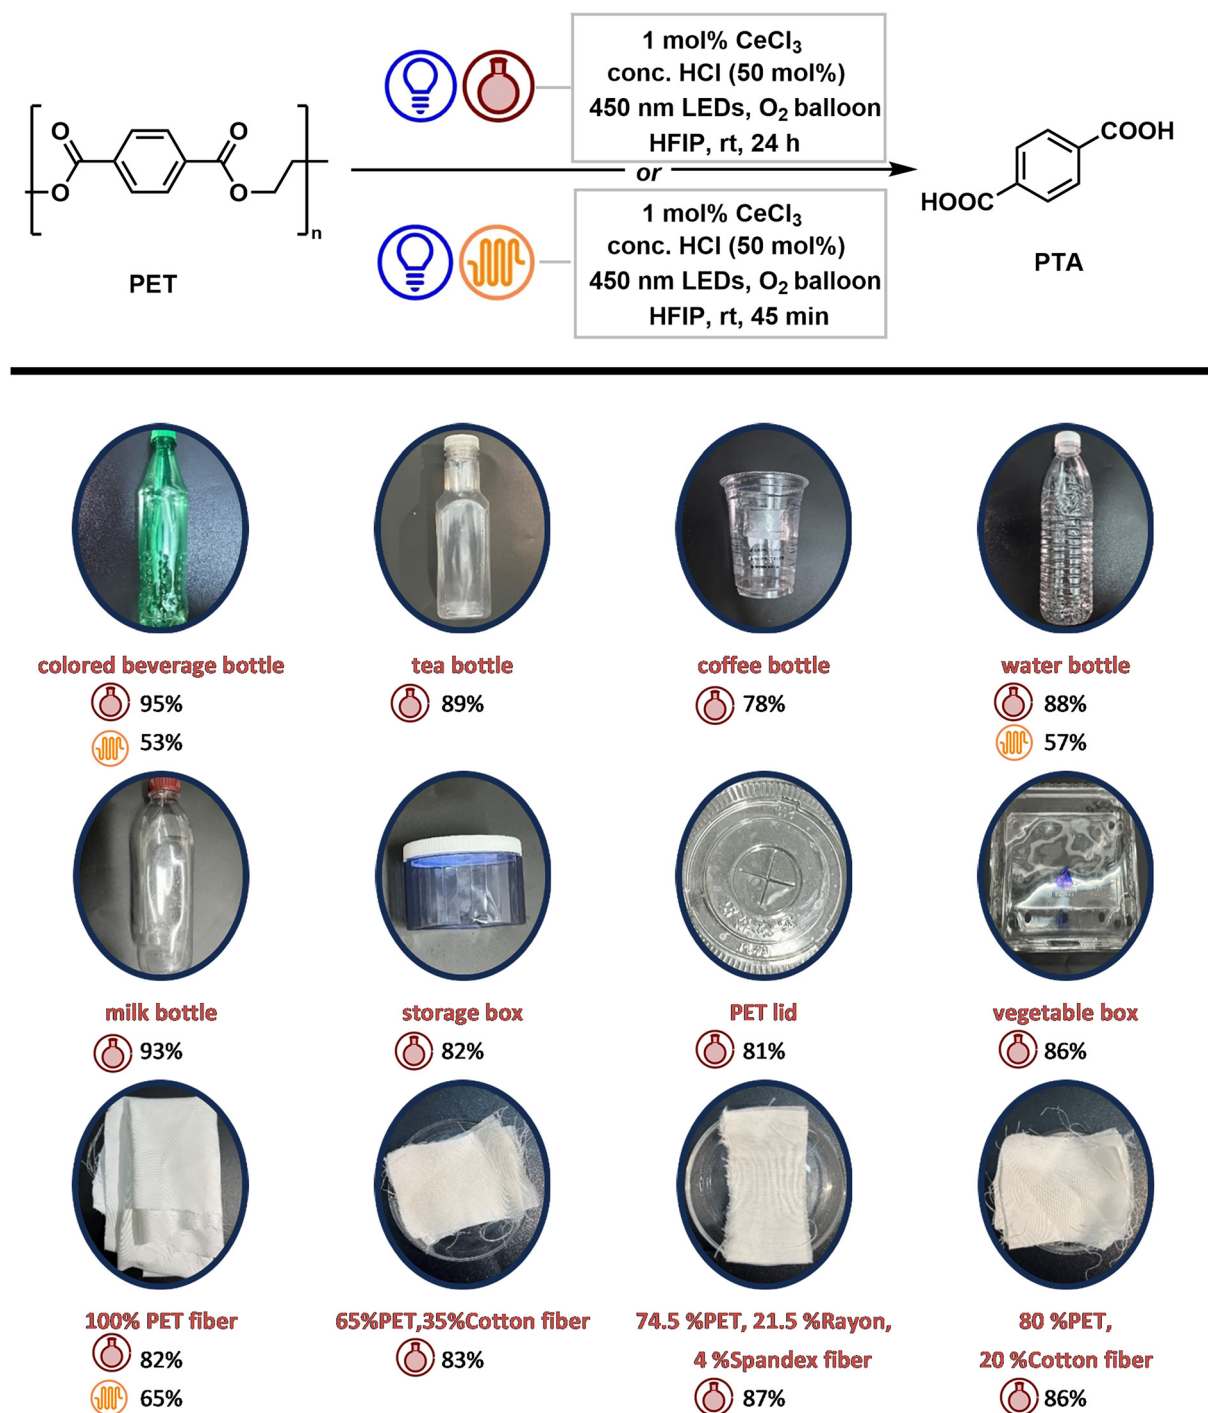 1 mol% CeCl3
conc. HCl (50 mol%)
450 nm LEDs, O2 balloon
HFIP, rt, 24 h
or
1 mol% CeCl3
conc. HCl (50 mol%)
450 nm LEDs, O2 balloon
HFIP, rt, 45 min
O O
O O
n
PET
COOH
HOOC
PTA
colored beverage bottle
95%
53%
tea bottle
89%
coffee bottle
78%
water bottle
88%
57%
milk bottle
93%
storage box
82%
PET lid
81%
vegetable box
86%
100% PET fiber
82%
65%
65%PET,35%Cotton fiber
83%
74.5 %PET, 21.5 %Rayon,
4 %Spandex fiber
87%
80 %PET,
20 %Cotton fiber
86%